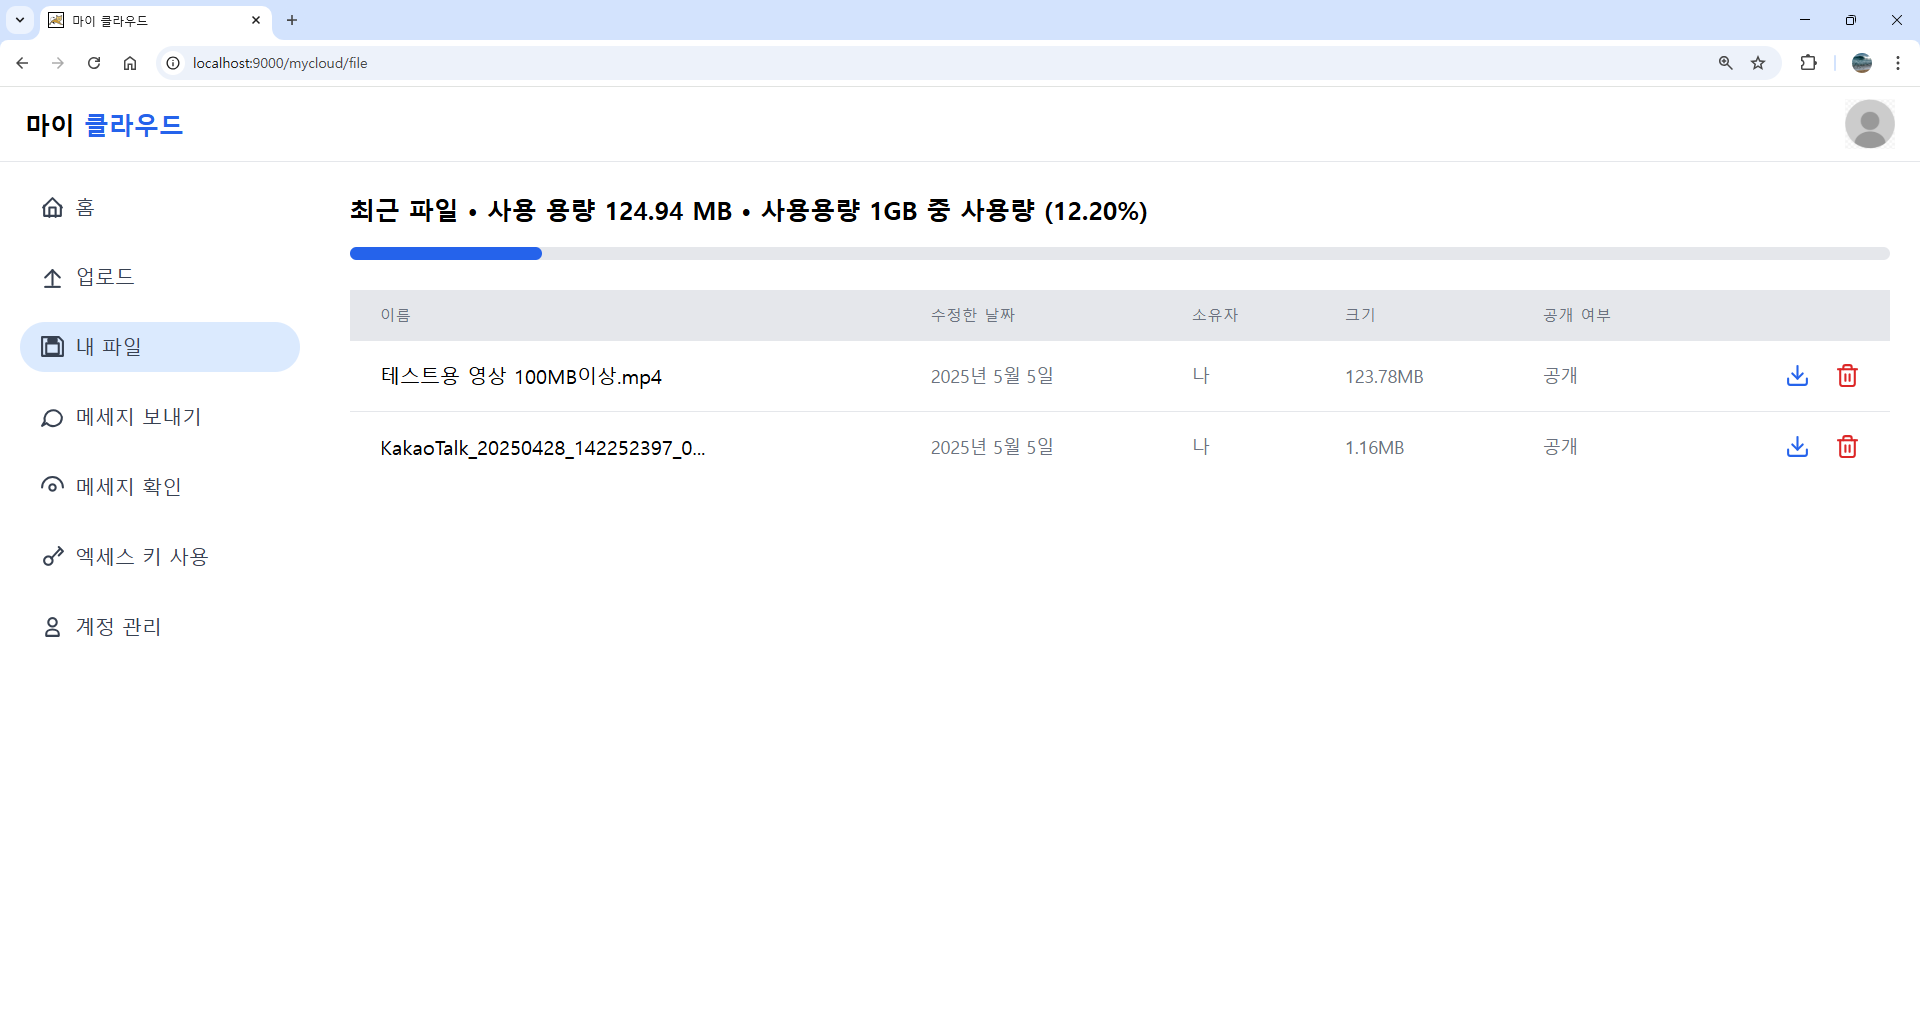 마이 클라우드
localhost:9000/mycloud/file
마이 클라우드
홈
업로드
내 파일
메세지 보내기
메세지 확인
엑세스 키 사용
계정 관리
최근 파일 • 사용 용량 124.94 MB • 사용용량 1GB 중 사용량 (12.20%)
이름 수정한 날짜 소유자 크기 공개 여부
테스트용 영상 100MB이상.mp4 2025년 5월 5일 나 123.78MB 공개
KakaoTalk_20250428_142252397_0... 2025년 5월 5일 나 1.16MB 공개